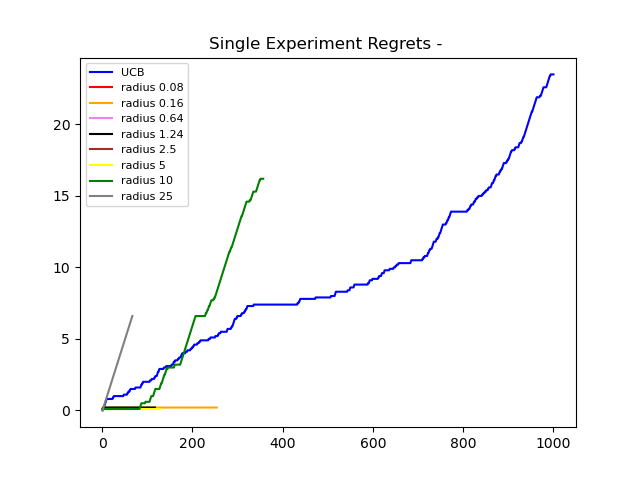 Single Experiment Regrets -
UCB
radius 0.08
radius 0.16
radius 0.64
radius 1.24
radius 2.5
radius 5
radius 10
radius 25
20
15
10
5
0
0 200 400 600 800 1000